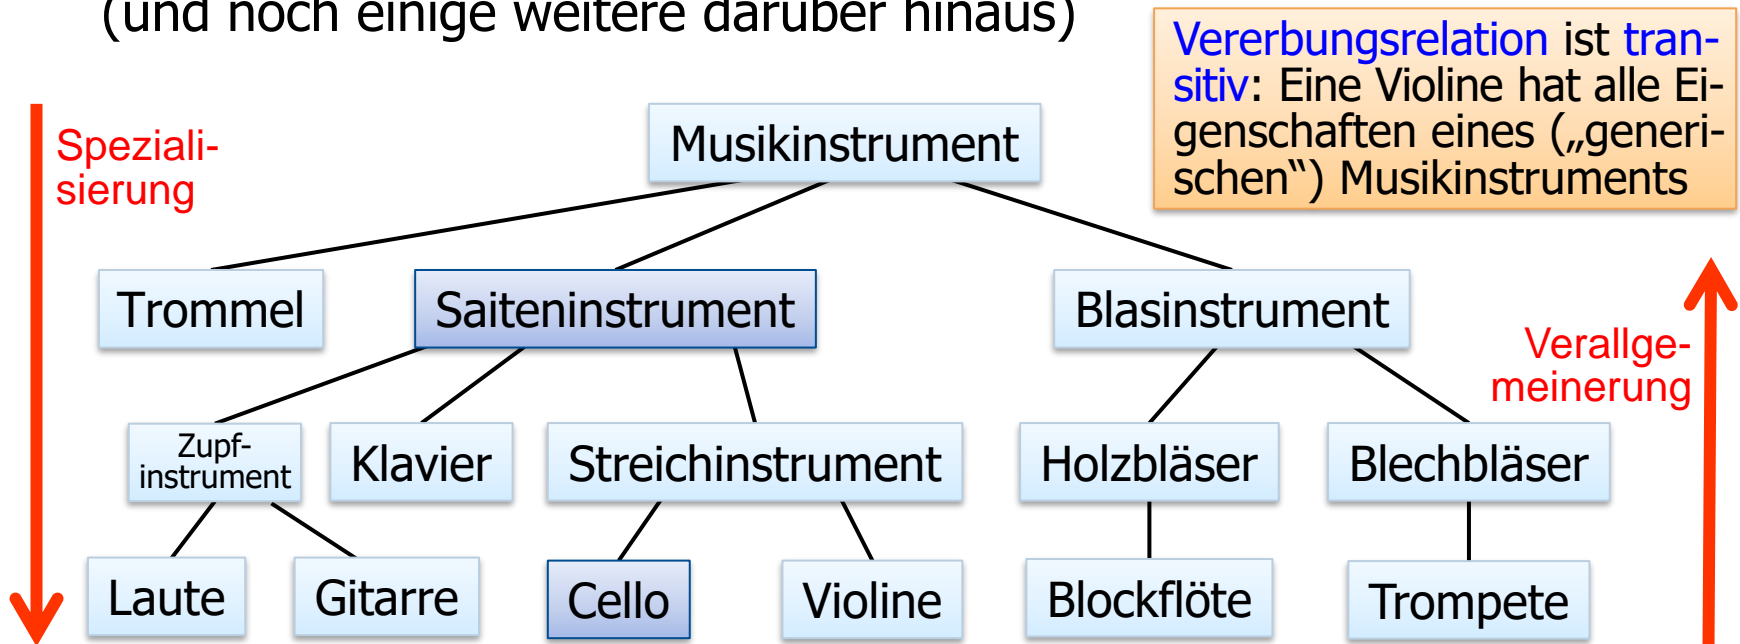 (und noch einige weitere darüber hinaus)
Vererbungsrelation ist tran-
sitiv: Eine Violine hat alle Ei-
genschaften eines („generi-
schen“) Musikinstruments
Speziali-
sierung
Musikinstrument
Trommel
Saiteninstrument
Blasinstrument
Verallge-
meinerung
Zupf-
instrument
Klavier
Streichinstrument
Holzbläser
Blechbläser
Laute
Gitarre
Cello
Violine
Blockflöte
Trompete